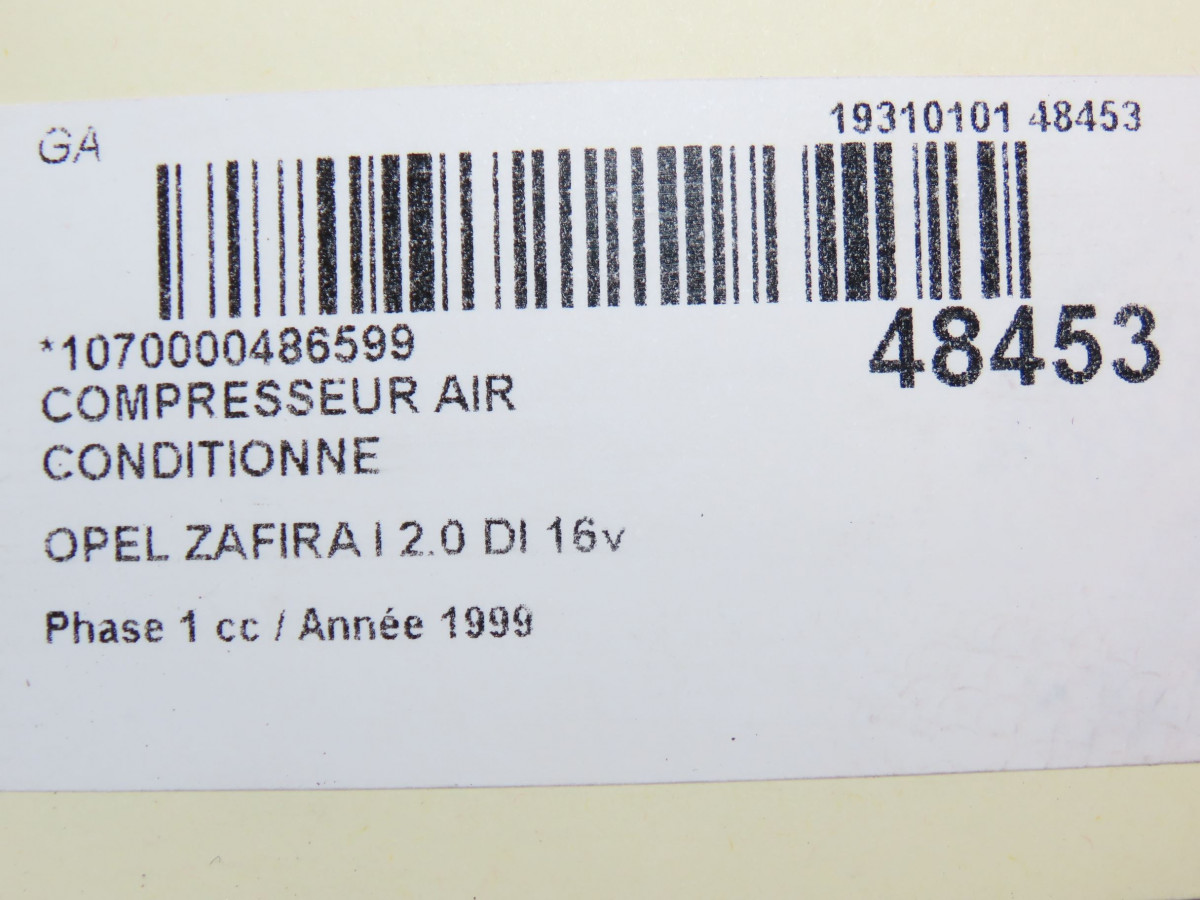 19310101 48453
GA
*1070000486599
48453
COMPRESSEUR AIR
CONDITIONNE
OPEL ZAFIRA I 2.0 DI 16v
Phase 1 cc / Année 1999